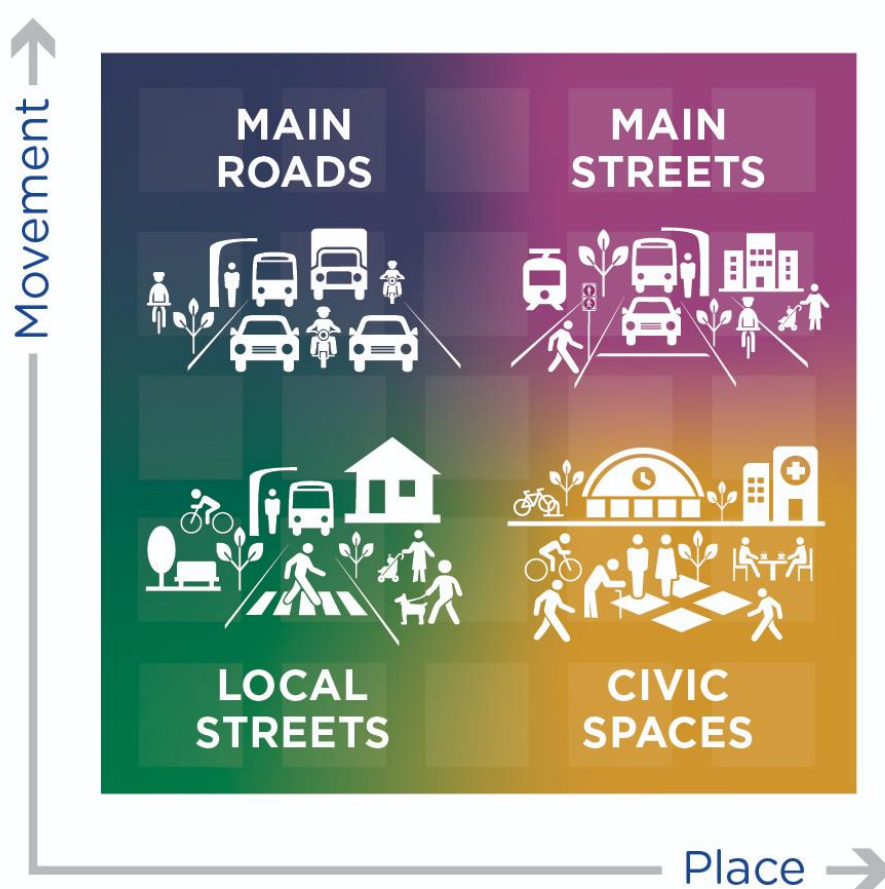 Movement
MAIN
ROADS
MAIN
STREETS
LOCAL
STREETS
CIVIC
SPACES
Place